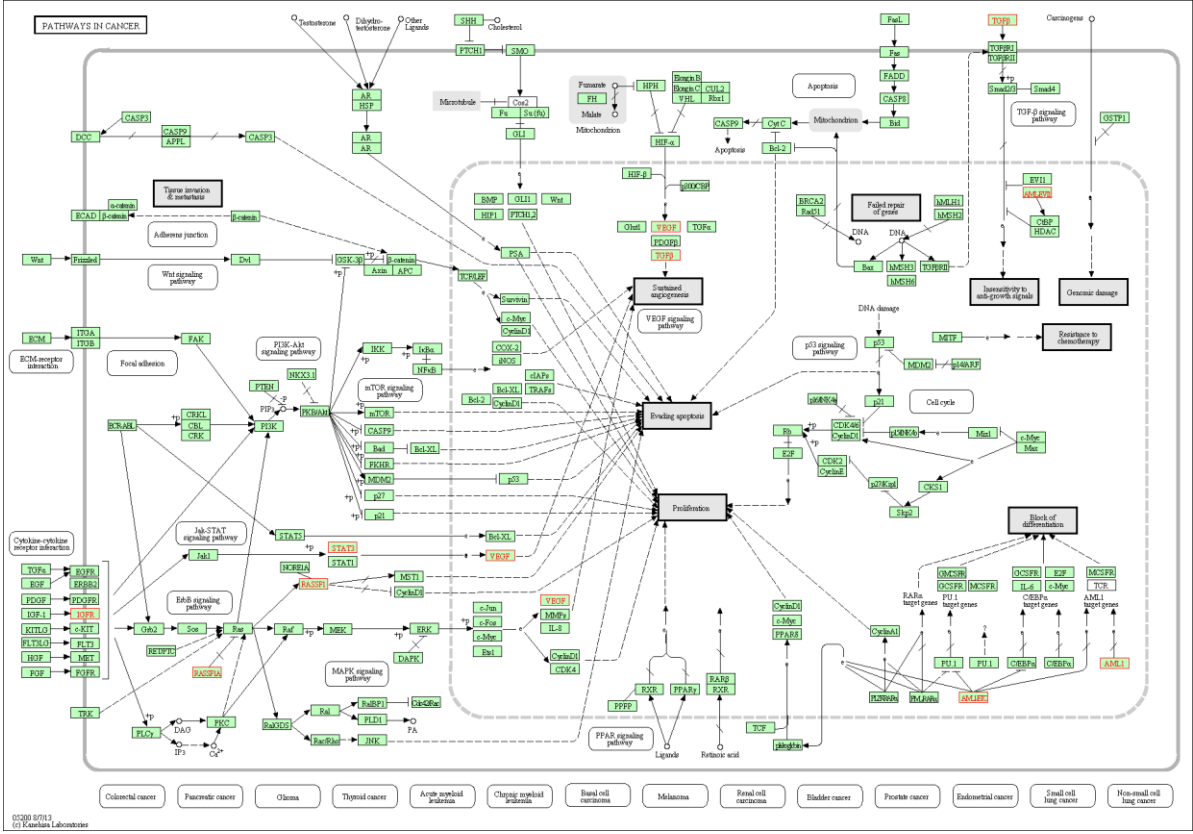 PATHWAYS IN CANCER
Testosterone
Dihydro-
testosterone
Other
Ligands
SHH
Cholesterol
PTCH1
SMO
AR
HSP
AR
AR
Microtubule
Cos2
Fu
Su (fu)
GLI
Fumarate
FH
Malate
Mitochondrion
HPH
Elongin B
Elongin C
CUL2
VHL
Rbx1
HIF-α
CASP9
Cyt C
Apoptosis
Bcl-2
Mitochondrion
Apoptosis
FasL
Fas
FADD
CASP8
Bid
TGFβ
TGFβRI
TGFβRII
+p
Smad2/3
Smad4
TGF-β signaling
pathway
Carcinogens
GSTP1
DCC
CASP3
CASP9
APPL
CASP3
Tissue invasion
& metastasis
ECAD
α-catenin
β-catenin
β-catenin
Adherens junction
Wnt
Frizzled
Dvl
Wnt signaling
pathway
+p
GSK-3β
β-catenin
Axin
APC
TCF/LEF
HIF-β
p300/CBP
BMP
GLI1
Wnt
HIP1
PTCH1,2
Glut1
VEGF
TGFα
PDGFβ
TGFβ
PSA
Survivin
c-Myc
CyclinD1
COX-2
iNOS
Sustained
angiogenesis
VEGF signaling
pathway
BRCA2
Rad51
DNA
Failed repair
of genes
DNA
hMLH1
hMSH2
Bax
hMSH3
TGFβRII
hMSH6
EVI1
AMLEVI1
CtBP
HDAC
Insensitivity to
anti-growth signals
Genomic damage
DNA damage
p53 signaling
pathway
p53
MDM2
p14ARF
MITF
Resistance to
chemotherapy
ECM
ITGA
ITGB
ECM-receptor
interaction
Focal adhesion
FAK
PI3K-Akt
signaling pathway
PTEN
NKX3.1
PIP3
-p
PKB/Akt
IKK
IκBα
NFκB
+p
mTOR signaling
pathway
mTOR
CASP9
Bad
Bcl-XL
PKHR
MDM2
p53
p27
p21
cIAPs
Bcl-XL
TRAFs
Bcl-2
CyclinD1
Evading apoptosis
BCR-ABL
CRKL
CBL
CRK
PI3K
p16INK4a
p21
Cell cycle
CDK4/6
CyclinD1
p15INK4b
Miz1
c-Myc
Max
Rb
E2F
CDK2
CyclinE
p27Kip1
CKS1
Skp2
Proliferation
Block of
differentiation
Cytokine-cytokine
receptor interaction
Jak-STAT
signaling pathway
Jak1
STAT5
STAT3
STAT1
Bcl-XL
VEGF
TGFα
EGFR
EGF
ERBB2
PDGF
PDGFR
IGF-1
IGFR
KITLG
c-KIT
FLT3LG
FLT3
HGF
MET
FGF
FGFR
TRK
ErbB signaling
pathway
NORE1A
RASSF1
MST1
CyclinD1
Grb2
Sos
Ras
Raf
MEK
ERK
RET/PTC
RASSF1A
DAPK
MAPK signaling
pathway
c-Jun
c-Fos
c-Myc
Ets1
VEGF
MMPs
IL-8
CyclinD1
CDK4
PLCγ
DAG
IP3
PKC
Ca2+
RalGDS
Ral
RalBP1
Cdc42/Rac
PLD1
PA
Rac/Rho
JNK
PPFP
RXR
PPARγ
PPAR signaling
pathway
Ligands
RARβ
RXR
Retinoic acid
CyclinD1
c-Myc
PPARδ
TCF
CyclinA1
PLZF-RARα
PML-RARα
RARα
target genes
GMCSFR
GCSFR
MCSFR
PU.1
target genes
PU.1
?
PU.1
GCSFR
E2F
IL-6
c-Myc
C/EBPα
target genes
C/EBPα
C/EBPα
MCSFR
TCR
AML1
target genes
AML1
Colorectal cancer
Pancreatic cancer
Glioma
Thyroid cancer
Acute myeloid
leukemia
Chronic myeloid
leukemia
Basal cell
carcinoma
Melanoma
Renal cell
carcinoma
Bladder cancer
Prostate cancer
Endometrial cancer
Small cell
lung cancer
Non-small cell
lung cancer
05200 8/7/13
(c) Kanehisa Laboratories